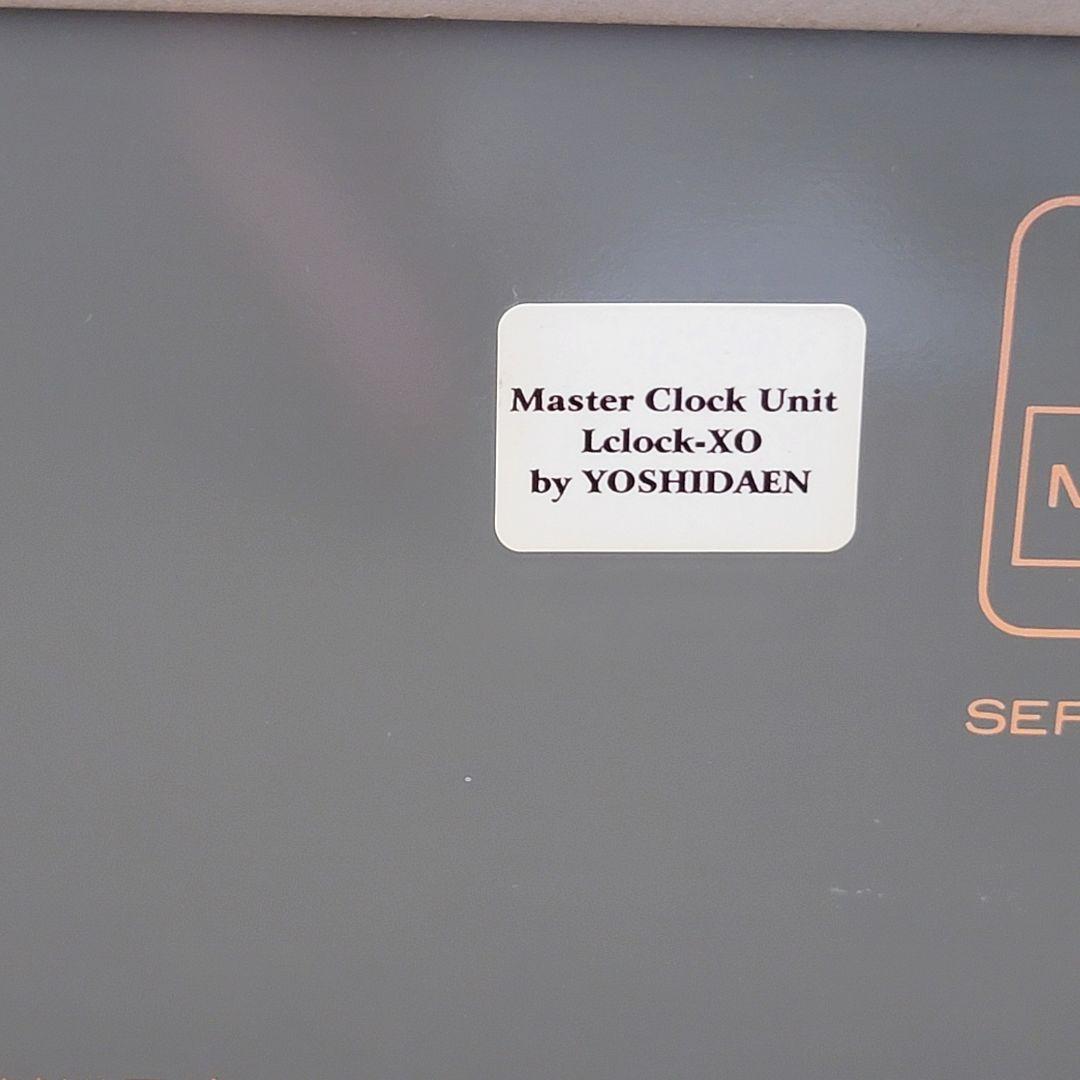 Master Clock Unit
Lclock-XO
by YOSHIDAEN